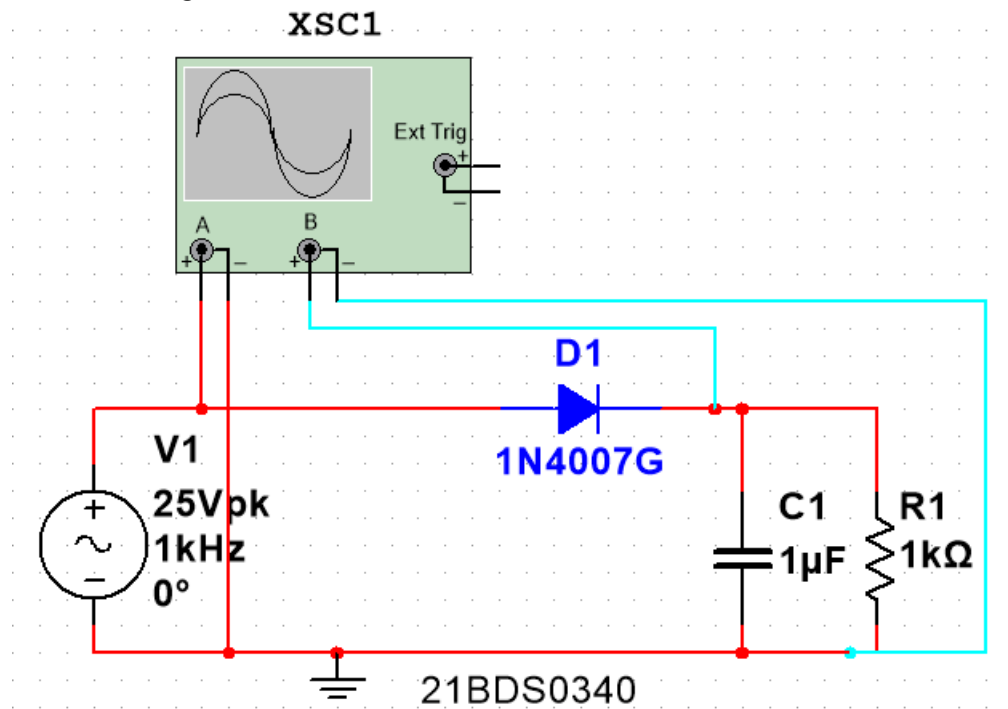 XSC1
Ext Trig
+
−
A
B
+
−
+
−
D1
1N4007G
V1
25Vpk
1kHz
0°
+
−
C1
1µF
R1
1kΩ
21BDS0340